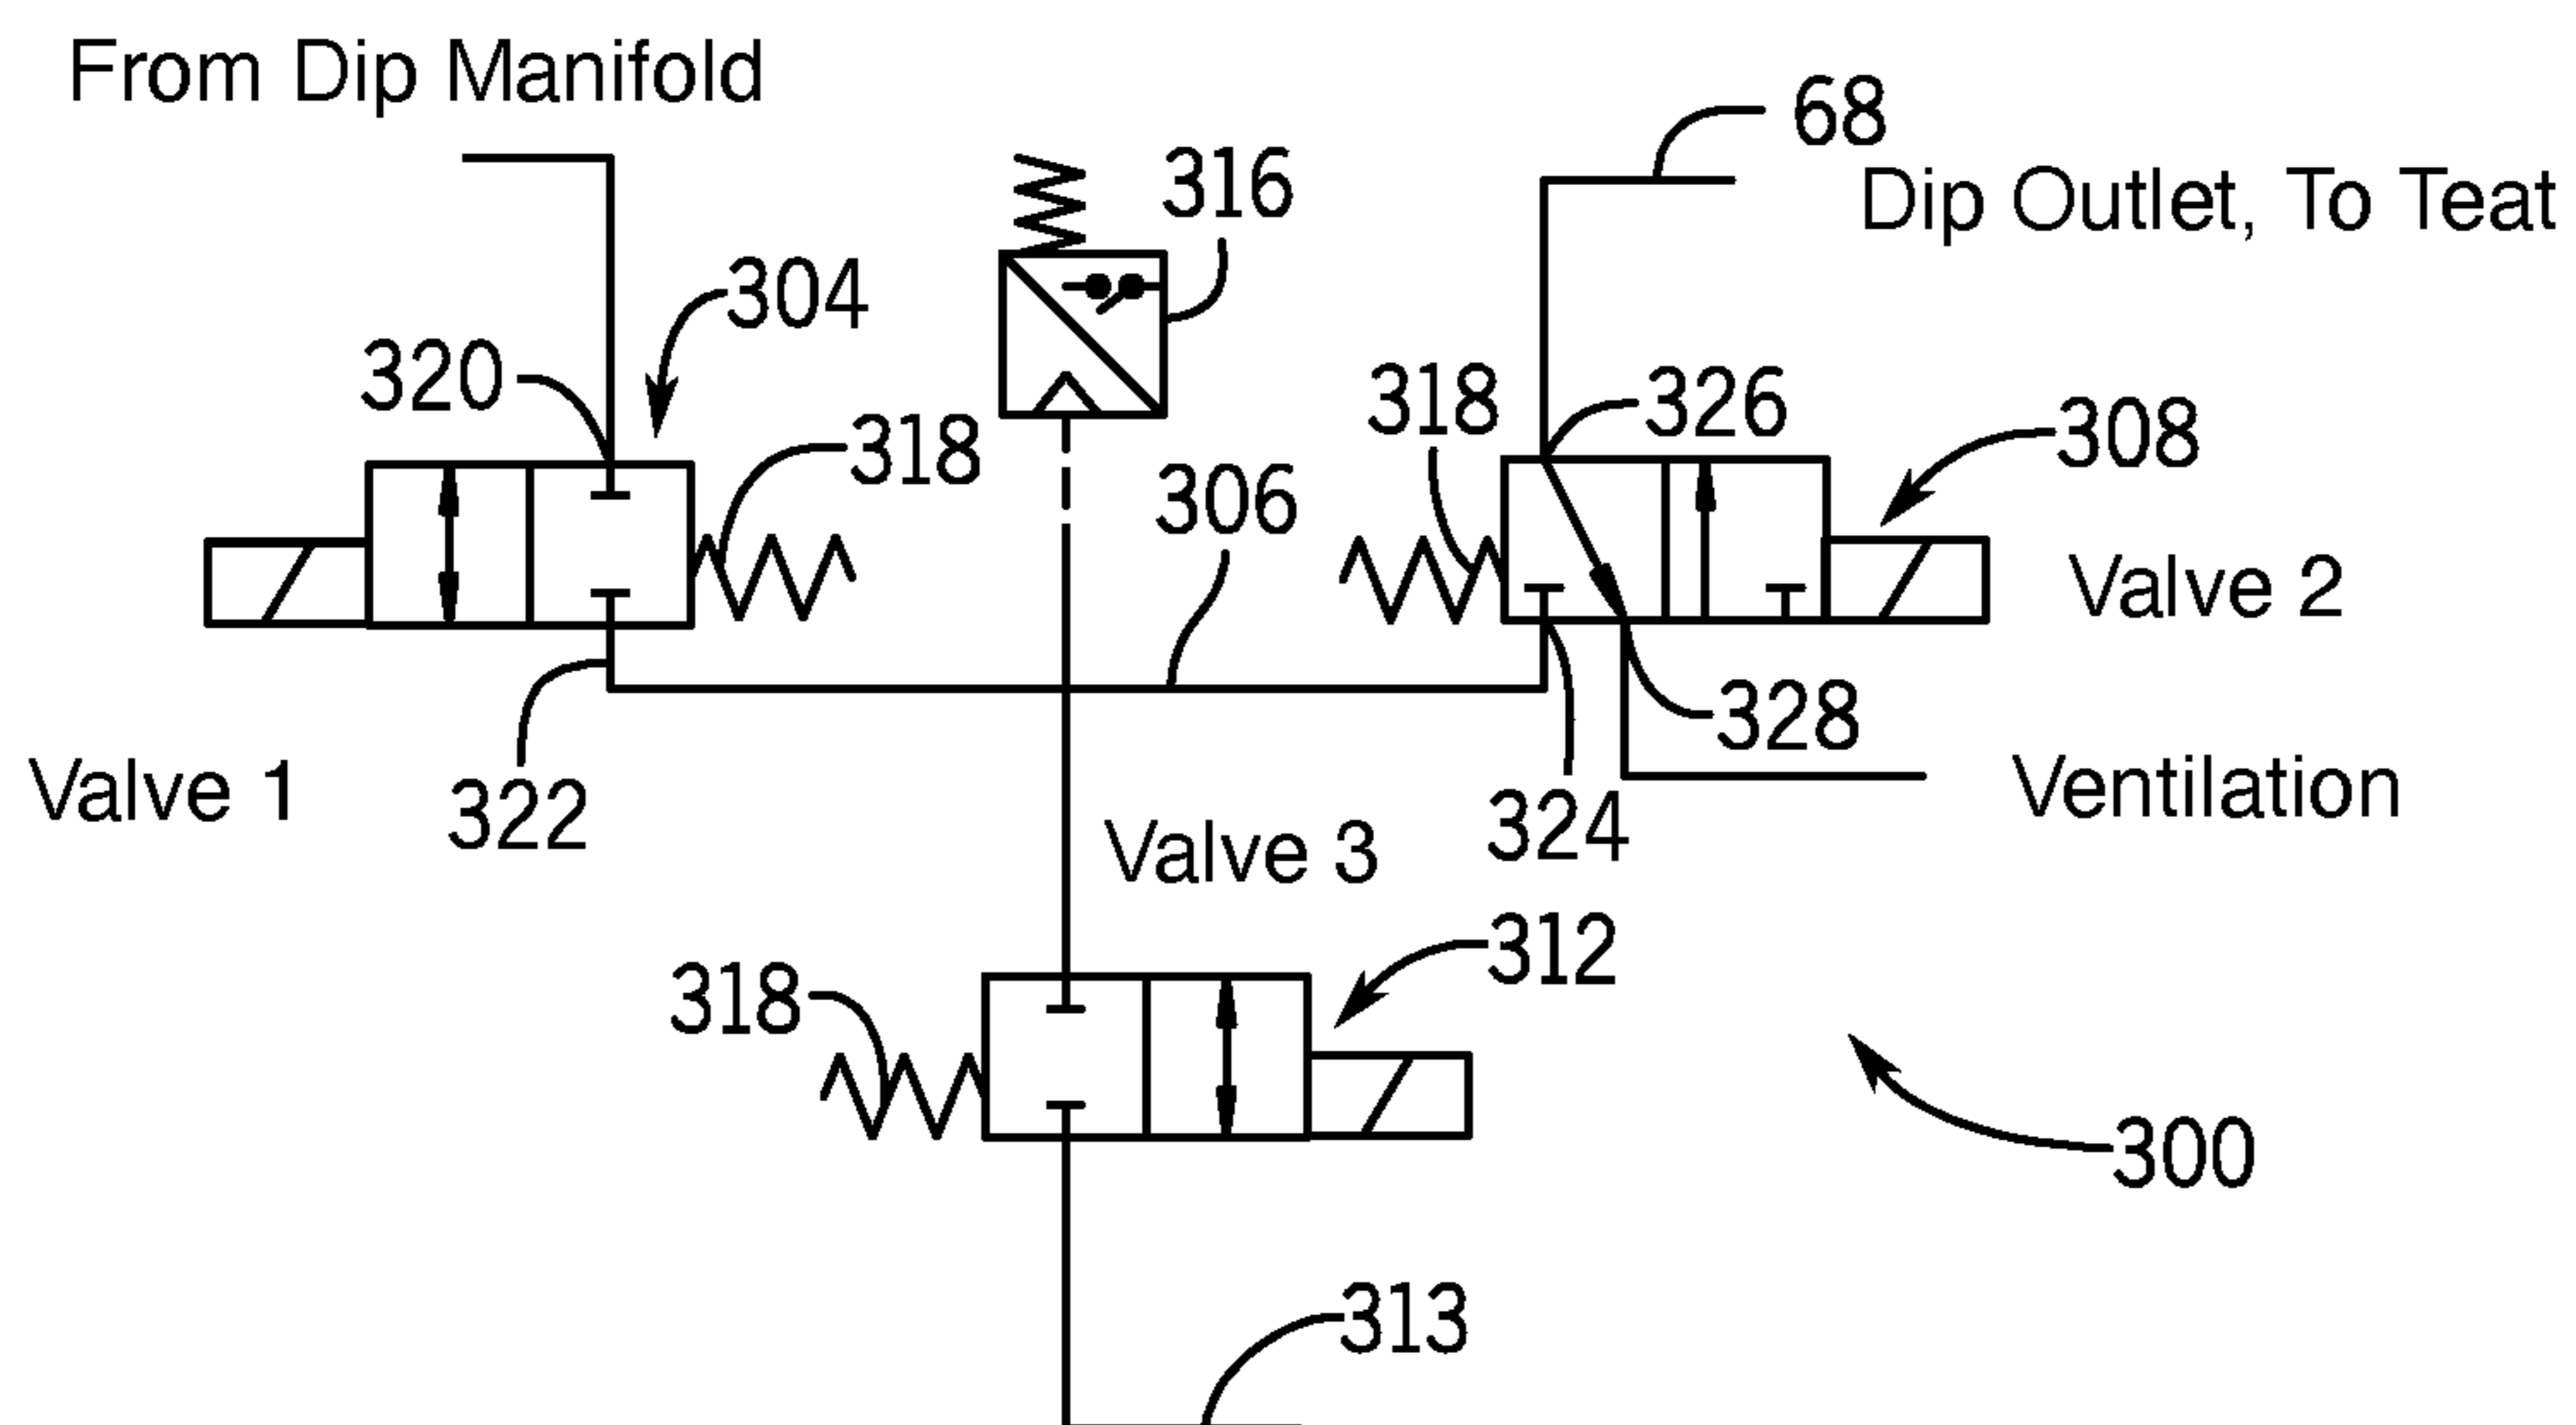 From Dip Manifold
68
316
Dip Outlet, To Teat
304
320
318
318
326
308
306
Valve 2
328
Valve 1
322
324
Ventilation
Valve 3
312
318
300
313